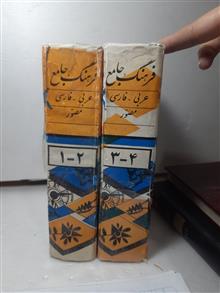 فرهنگ جامع
عربی - فارسی
مصور
۱-۲
فرهنگ جامع
عربی - فارسی
مصور
۳-۴